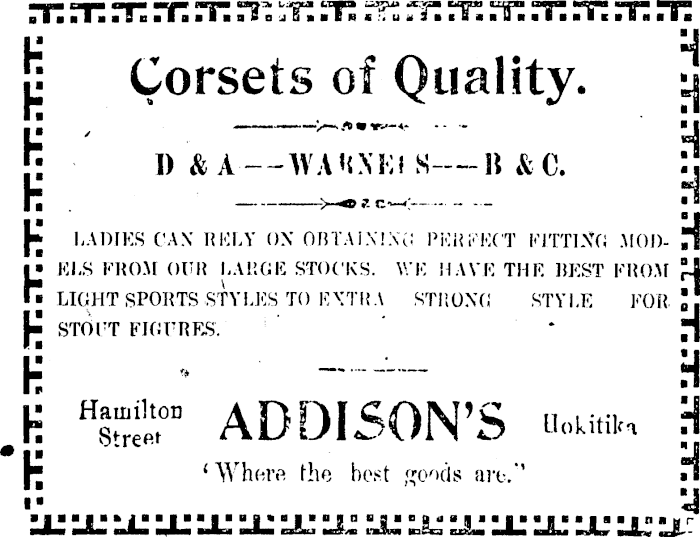 Corsets of Quality.
D & A--WARNERS--B & C.
LADIES CAN RELY ON OBTAINING PERFECT FITTING MOD-
ELS FROM OUR LARGE STOCKS. WE HAVE THE BEST FROM
LIGHT SPORTS STYLES TO EXTRA STRONG STYLE FOR
STOUT FIGURES.
Hamilton Street ADDISON'S Hokitika
'Where the best goods are."